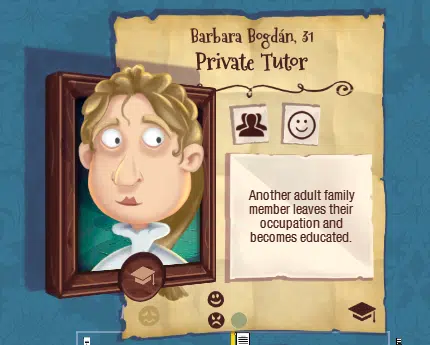 Barbara Bogdán, 31
Private Tutor
Another adult family
member leaves their
occupation and
becomes educated.